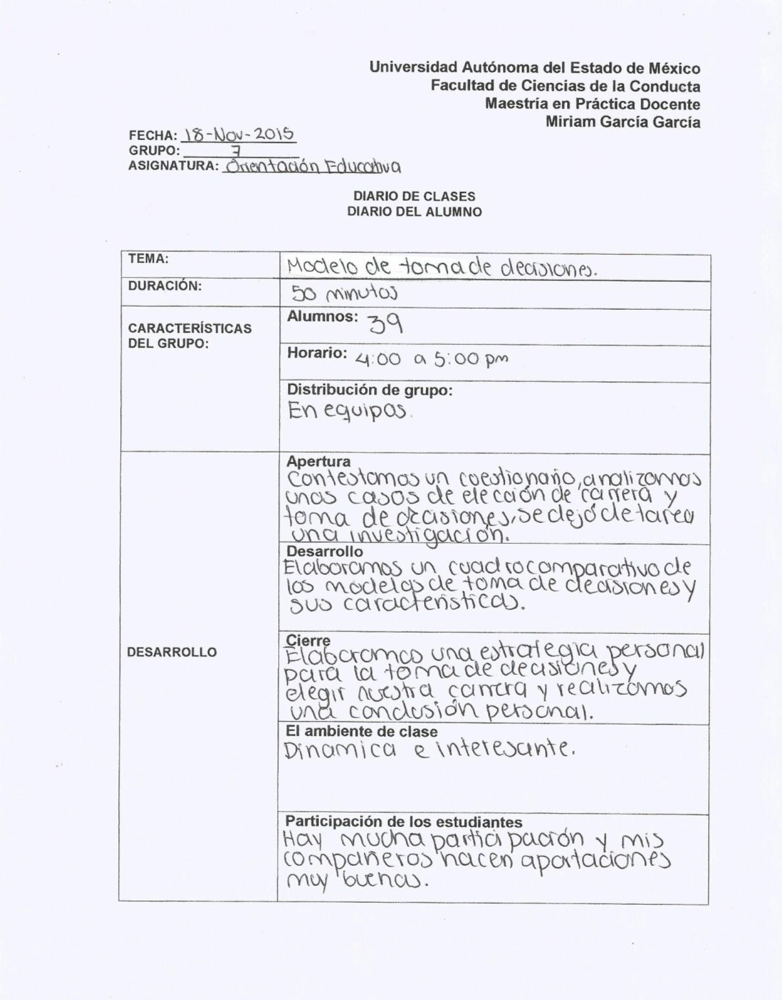 Universidad Autónoma del Estado de México
Facultad de Ciencias de la Conducta
Maestría en Práctica Docente
Miriam García García
FECHA: 18-Nov-2015
GRUPO: 7
ASIGNATURA: Orientación Educativa
DIARIO DE CLASES
DIARIO DEL ALUMNO
TEMA: Modelo de toma de decisiones.
DURACIÓN: 50 minutos
CARACTERÍSTICAS
DEL GRUPO:
Alumnos: 39
Horario: 4:00 a 5:00 pm
Distribución de grupo:
En equipos.
DESARROLLO
Apertura
Contestamos un cuestionario, analizamos
unos casos de elección de carrera y
toma de decisiones, se dejó de tarea
una investigación.
Desarrollo
Elaboramos un cuadro comparativo de
los modelos de toma de decisiones y
sus características.
Cierre
Elaboramos una estrategia personal
para la toma de decisiones y
elegir nuestra carrera y realizamos
una conclusión personal.
El ambiente de clase
Dinamica e interesante.
Participación de los estudiantes
Hay mucha participación y mis
compañeros hacen aportaciones
muy buenas.